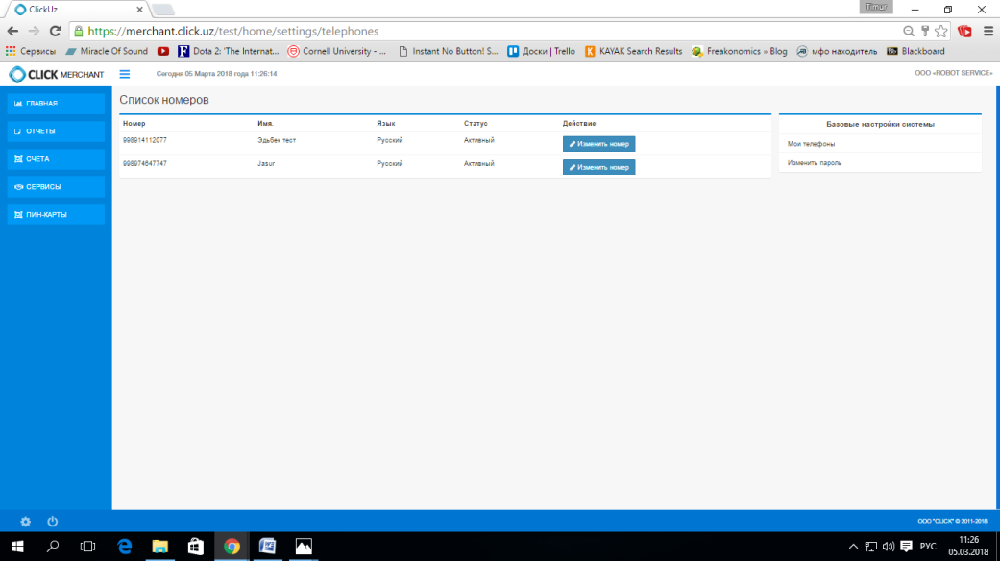 ClickUz
Timur
https://merchant.click.uz/test/home/settings/telephones
Сервисы Miracle Of Sound Dota 2: 'The Internat... Cornell University - ... Instant No Button! S... Доски | Trello KAYAK Search Results Freakonomics » Blog мфо находитель Blackboard
CLICK MERCHANT Сегодня 05 Марта 2018 года 11:26:14 ООО «ROBOT SERVICE»
ГЛАВНАЯ
ОТЧЕТЫ
СЧЕТА
СЕРВИСЫ
ПИН-КАРТЫ
Список номеров
Номер Имя. Язык Статус Действие
998914112077 Эдьбек тест Русский Активный Изменить номер
998974647747 Jasur Русский Активный Изменить номер
Базовые настройки системы
Мои телефоны
Изменить пароль
ООО "CLICK" © 2011-2018
РУС
11:26
05.03.2018